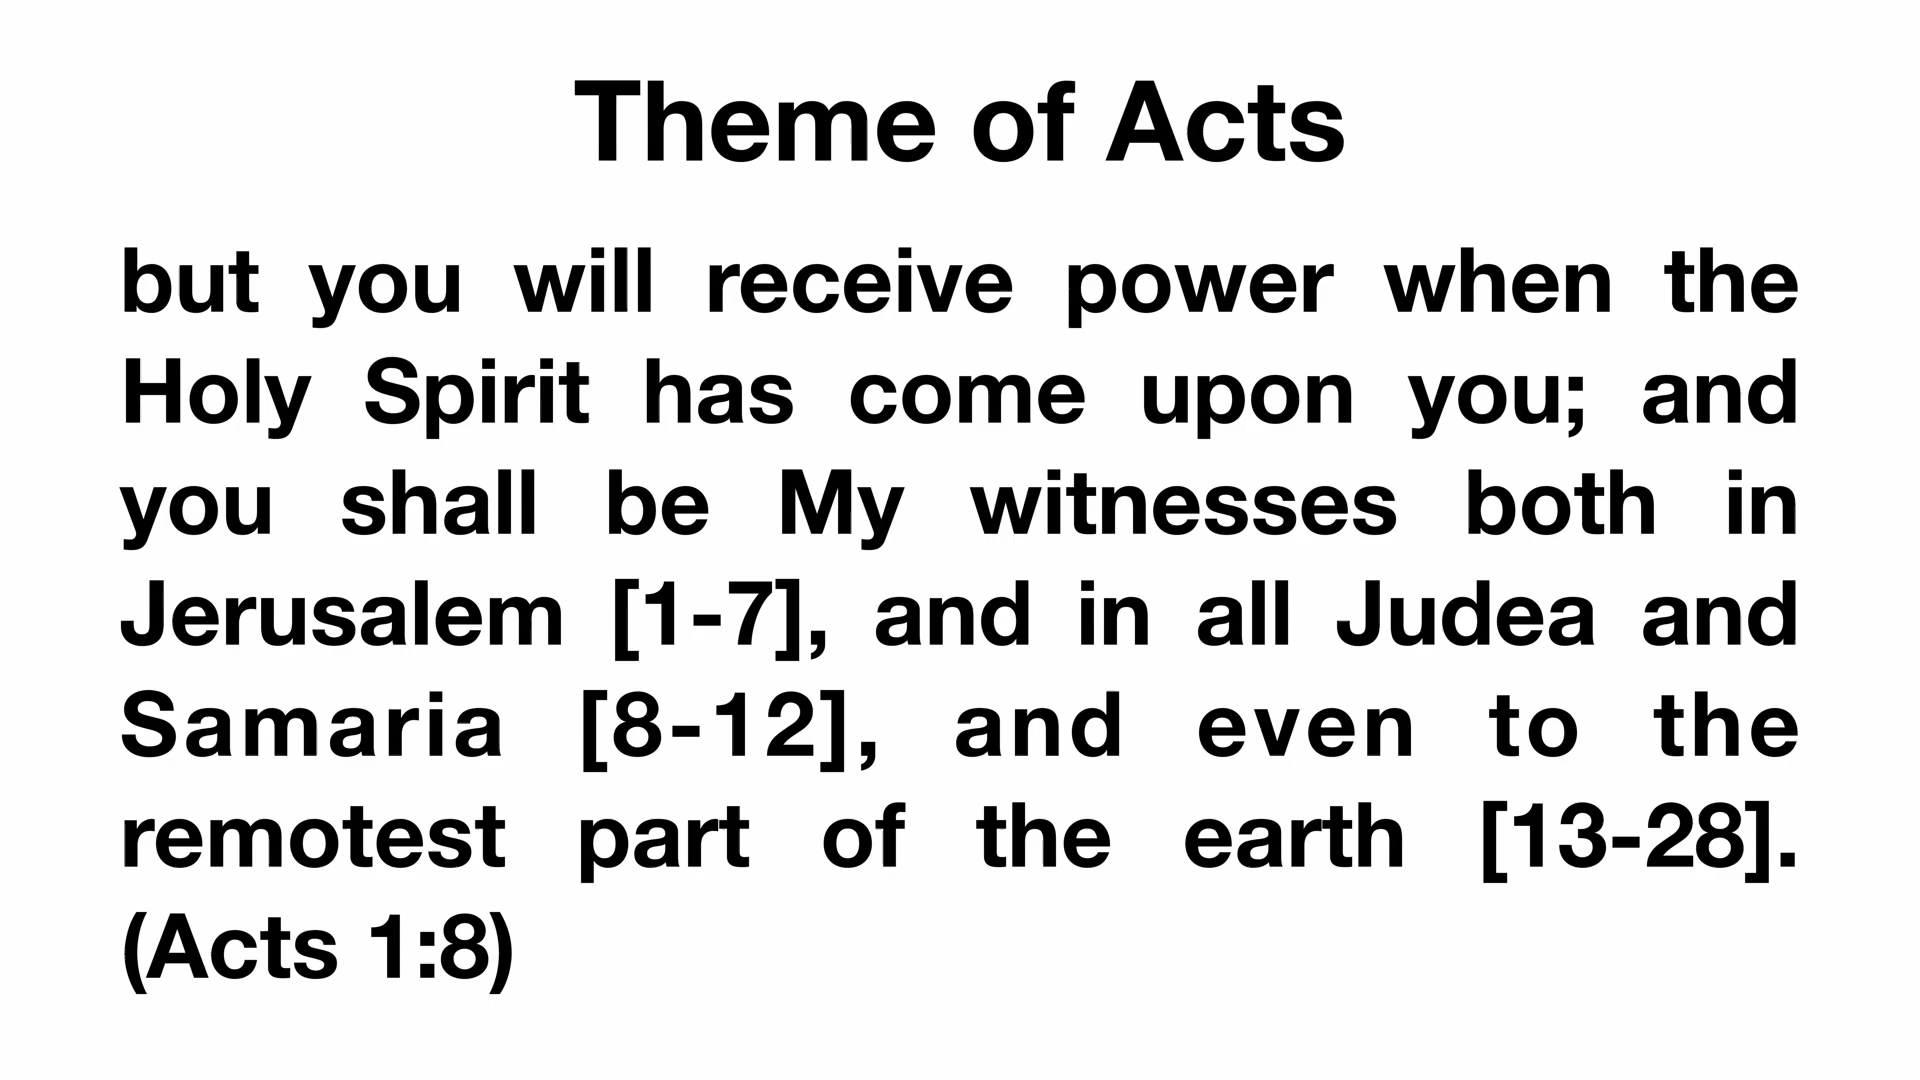 Theme of Acts
but you will receive power when the
Holy Spirit has come upon you; and
you shall be My witnesses both in
Jerusalem [1-7], and in all Judea and
Samaria [8-12], and even to the
remotest part of the earth [13-28].
(Acts 1:8)